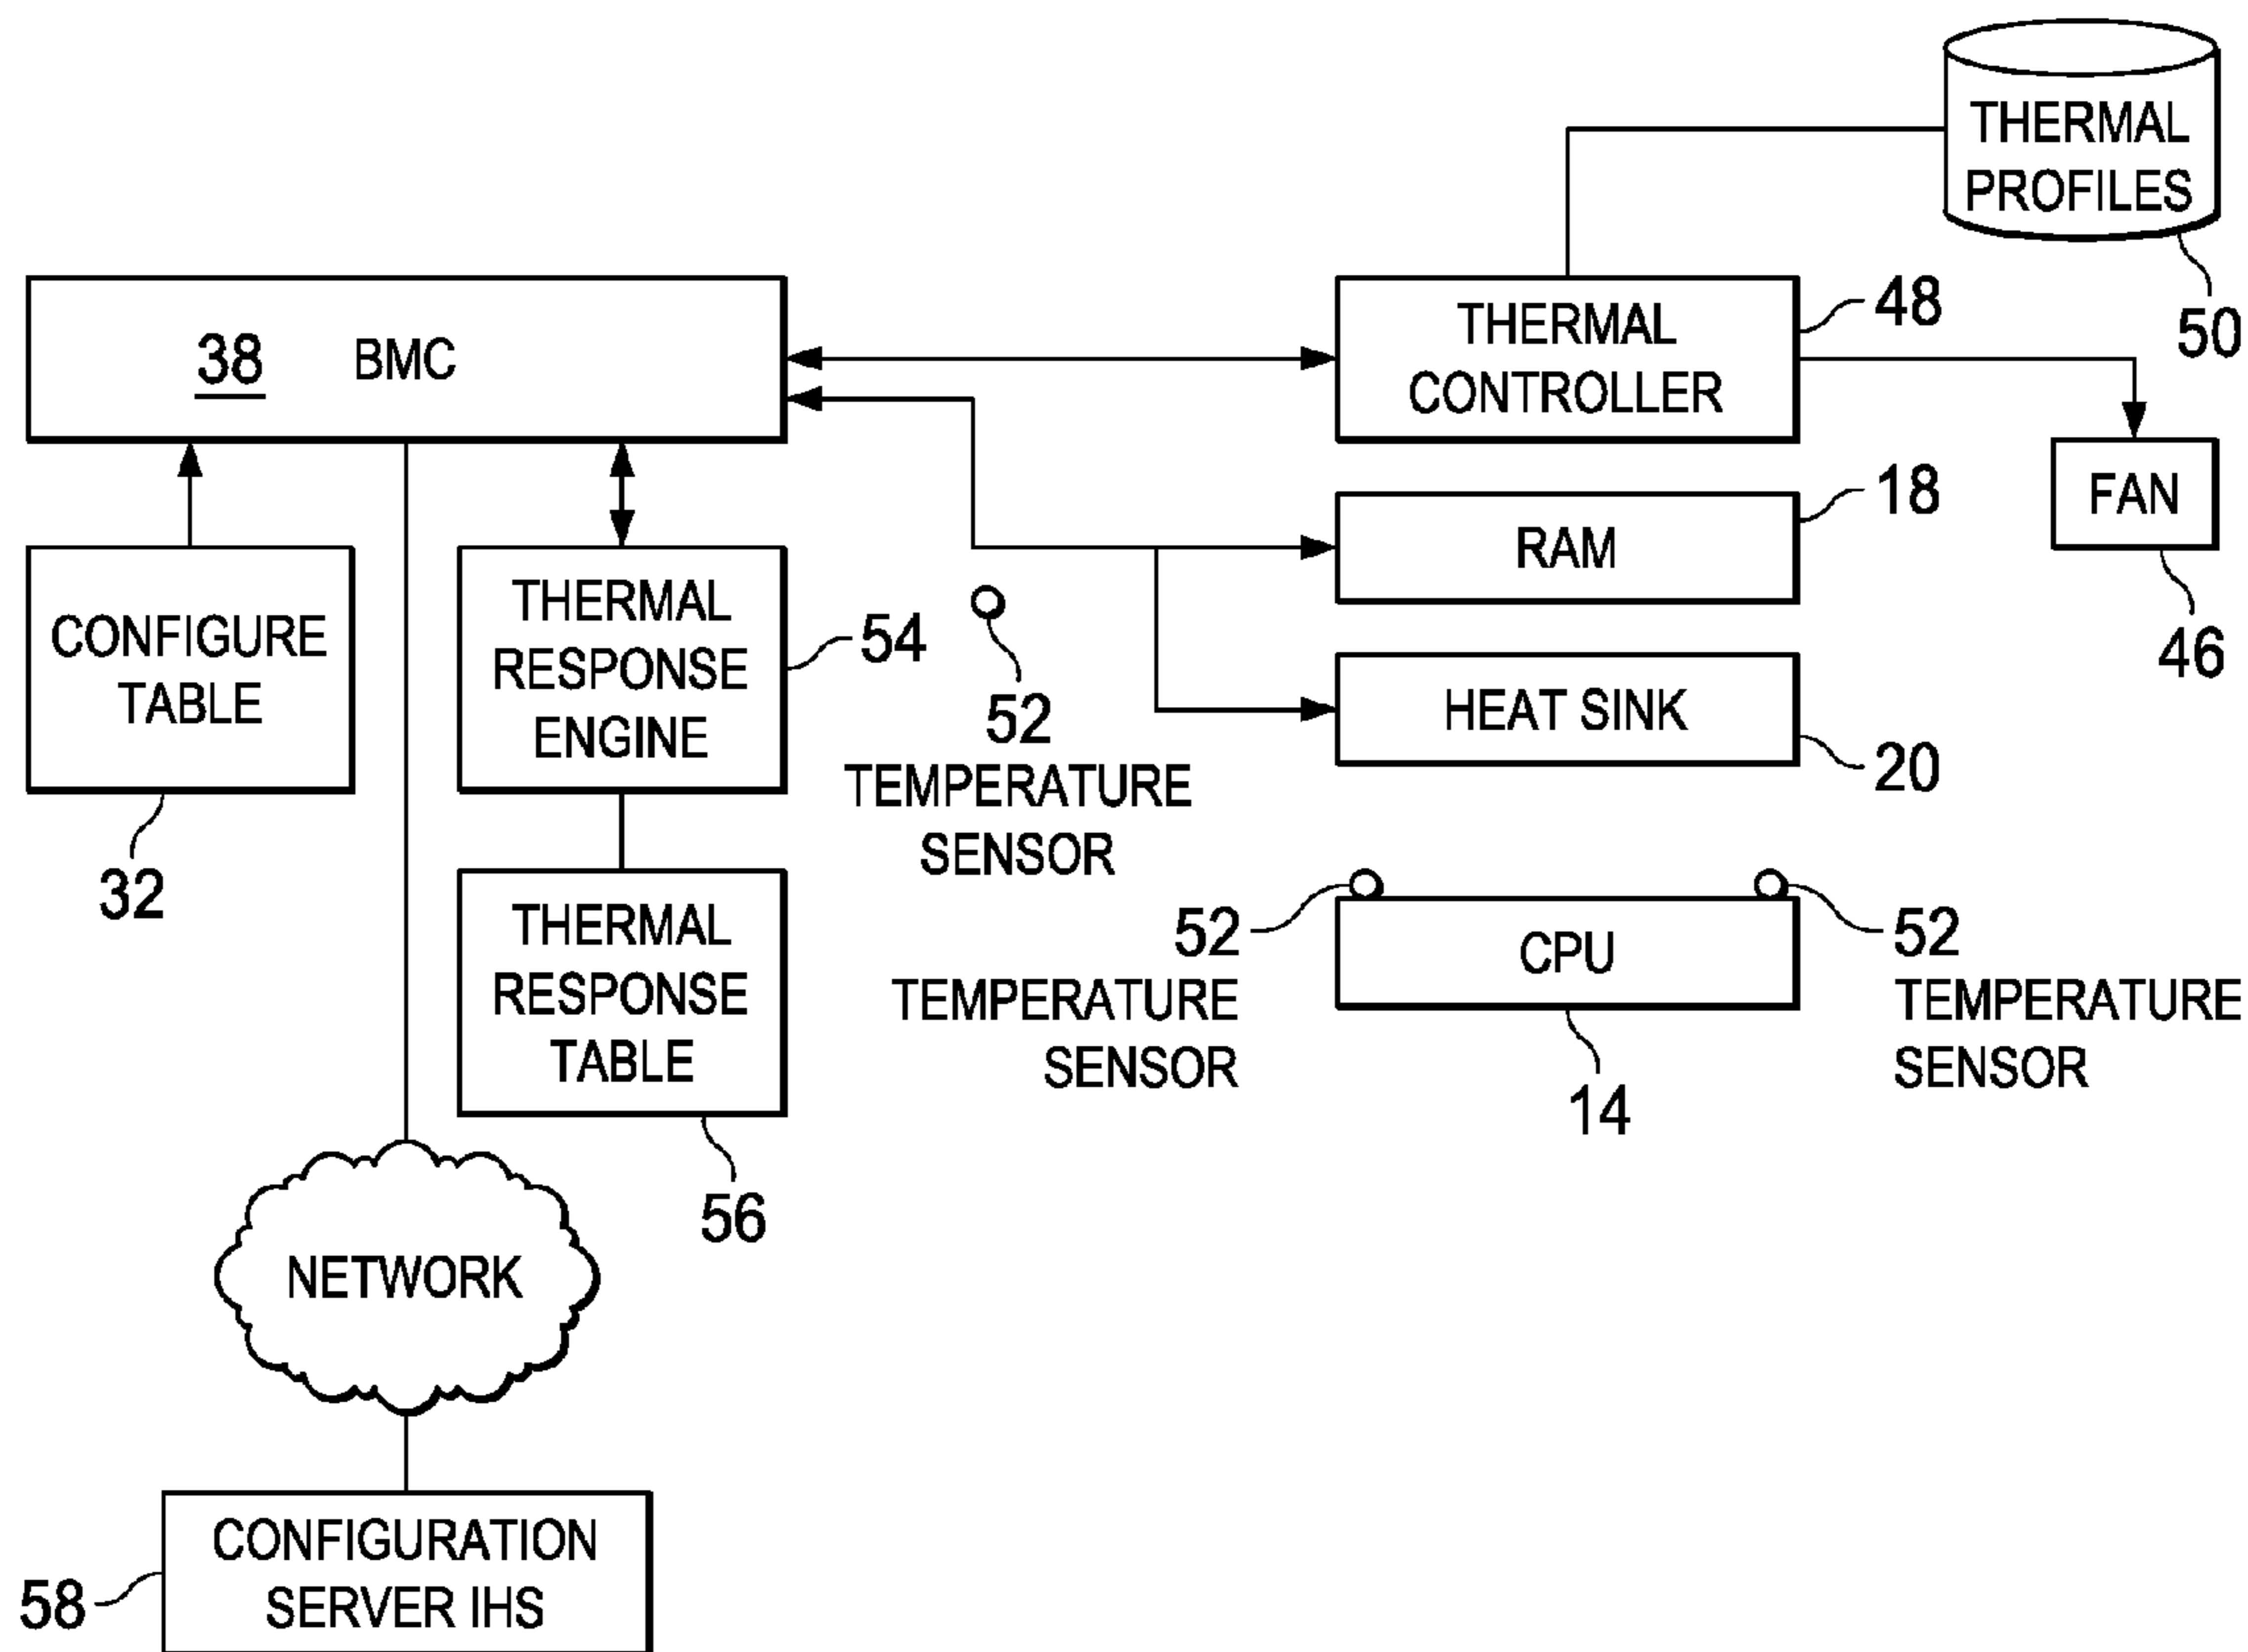 THERMAL
PROFILES
50
38 BMC
THERMAL
CONTROLLER
48
FAN
46
RAM
18
HEAT SINK
20
CONFIGURE
TABLE
32
THERMAL
RESPONSE
ENGINE
54
52
TEMPERATURE
SENSOR
THERMAL
RESPONSE
TABLE
56
52
TEMPERATURE
SENSOR
CPU
14
52
TEMPERATURE
SENSOR
NETWORK
CONFIGURATION
SERVER IHS
58